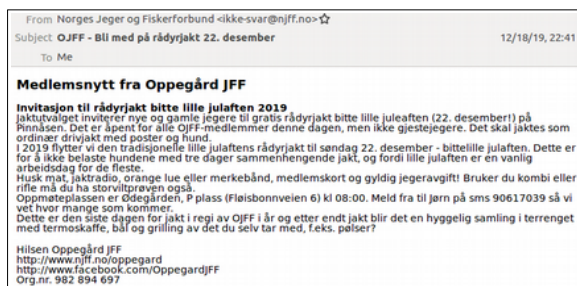 From Norges Jeger og Fiskerforbund <ikke-svar@njff.no>
Subject OJFF - Bli med på rådyrjakt 22. desember 12/18/19, 22:41
To Me
Medlemsnytt fra Oppegård JFF
Invitasjon til rådyrjakt bitte lille julaften 2019
Jaktutvalget inviterer nye og gamle jegere til gratis rådyrjakt bitte lille juleaften (22. desember!) på
Pinnåsen. Det er åpent for alle OJFF-medlemmer denne dagen, men ikke gjestejegere. Det skal jaktes som
ordinær drivjakt med poster og hund.
I 2019 flytter vi den tradisjonelle lille julaftens rådyrjakt til søndag 22. desember - bittelille julaften. Dette er
for å ikke belaste hundene med tre dager sammenhengende jakt, og fordi lille julaften er en vanlig
arbeidsdag for de fleste.
Husk mat, jaktradio, orange lue eller merkebånd, medlemskort og gyldig jegeravgift! Bruker du kombi eller
rifle må du ha storviltprøven også.
Oppmøteplassen er Ødegården, P plass (Fløisbonnveien 6) kl 08:00. Meld fra til Jørn på sms 90617039 så vi
vet hvor mange som kommer.
Dette er den siste dagen for jakt i regi av OJFF i år og etter endt jakt blir det en hyggelig samling i terrenget
med termoskaffe, bål og grilling av det du selv tar med, f.eks. pølser?
Hilsen Oppegård JFF
http://www.njff.no/oppegard
http://www.facebook.com/OppegardJFF
Org.nr. 982 894 697